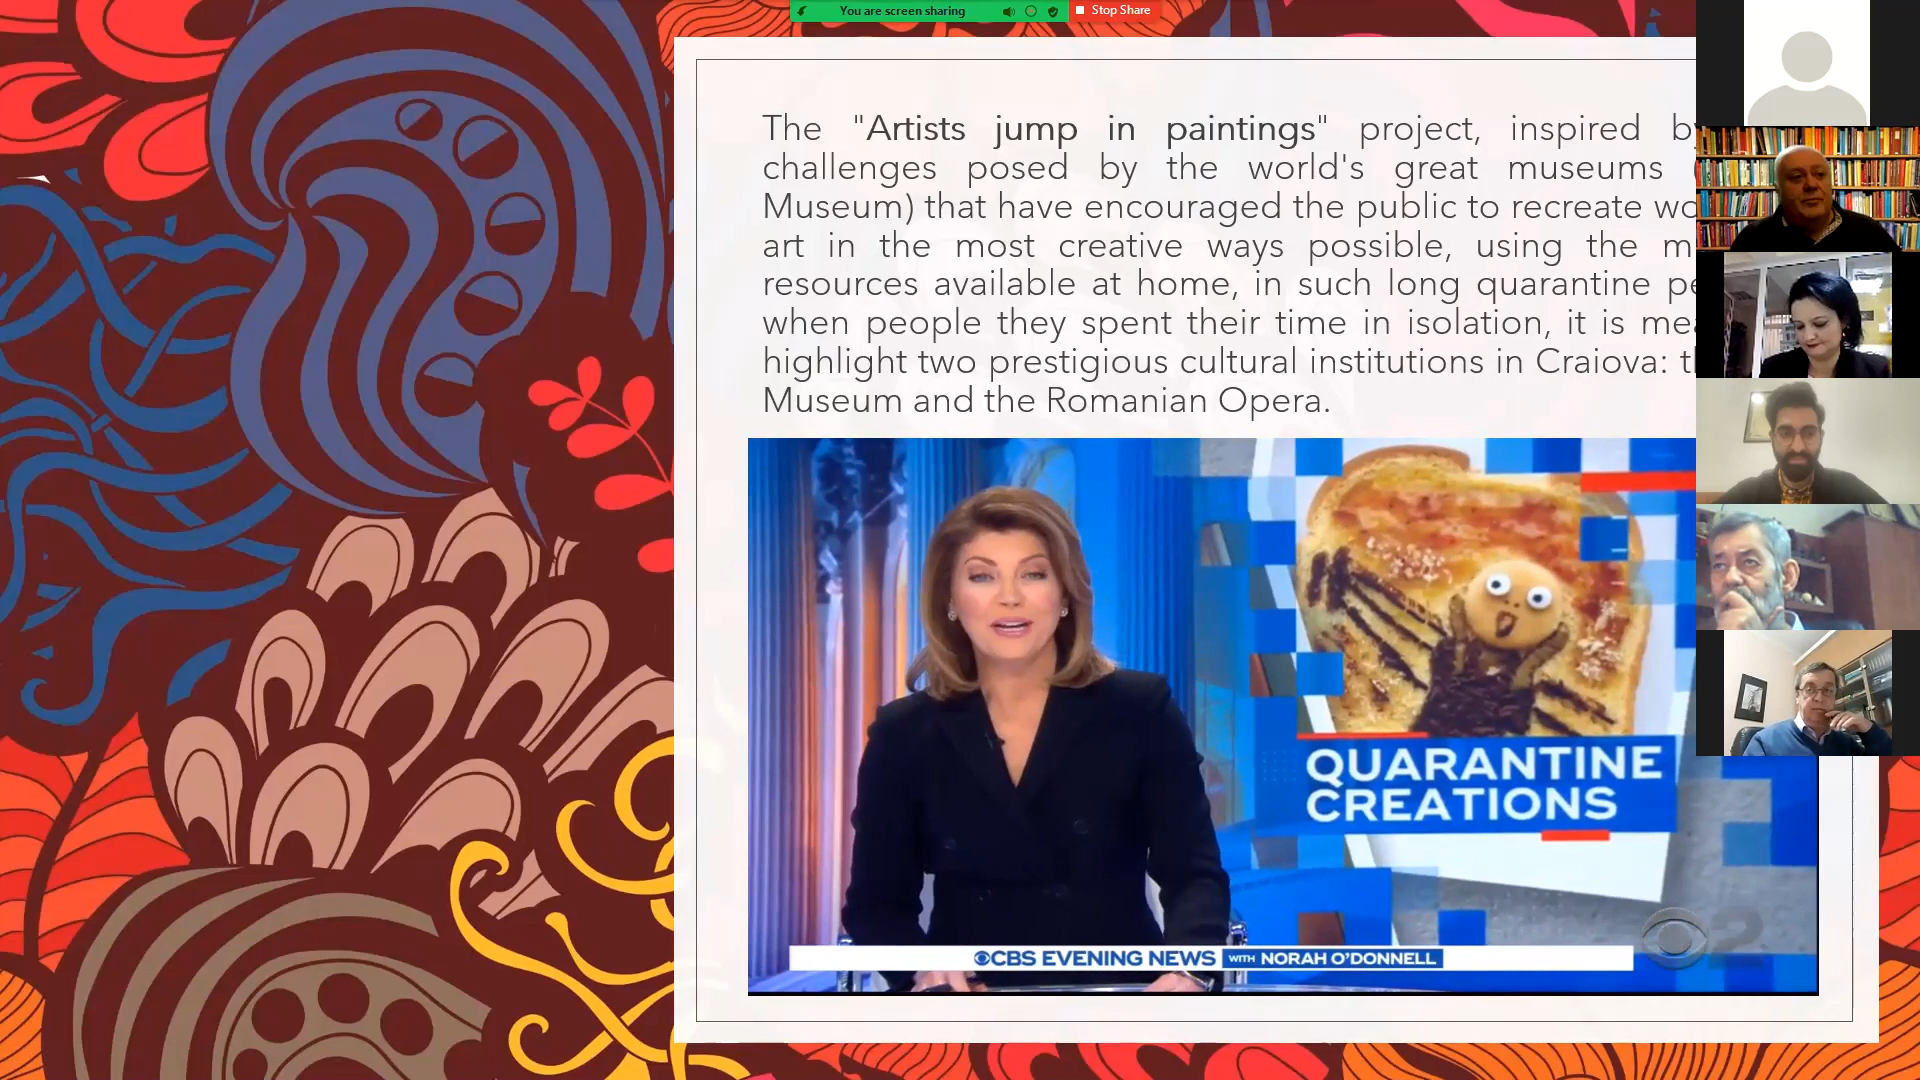 You are screen sharing
Stop Share
The "Artists jump in paintings" project, inspired
challenges posed by the world's great museums
Museum) that have encouraged the public to recreate
art in the most creative ways possible, using the
resources available at home, in such long quarantine
when people they spent their time in isolation, it is
highlight two prestigious cultural institutions in Craiova:
Museum and the Romanian Opera.
QUARANTINE
CREATIONS
CBS EVENING NEWS WITH NORAH O'DONNELL
2